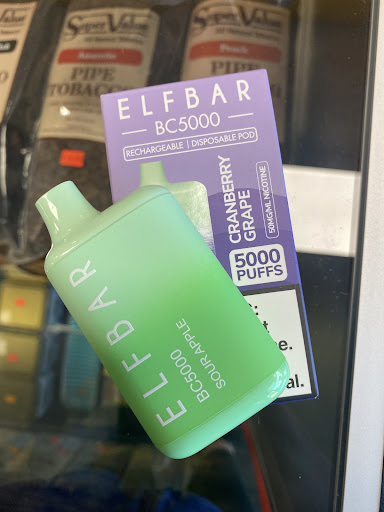 Super Value
PIPE
TOBACCO
Super Value
PIPE
ELFBAR
BC5000
RECHARGEABLE | DISPOSABLE POD
CRANBERRY
GRAPE
50MG/ML NICOTINE
5000
PUFFS
al.
ELFBAR
BC5000
SOUR APPLE